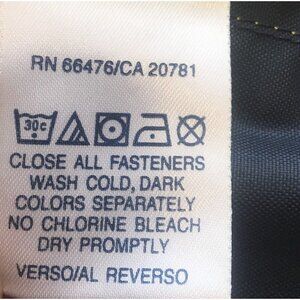 RN 66476/CA 20781
30c
CLOSE ALL FASTENERS
WASH COLD, DARK
COLORS SEPARATELY
NO CHLORINE BLEACH
DRY PROMPTLY
VERSO/AL REVERSO